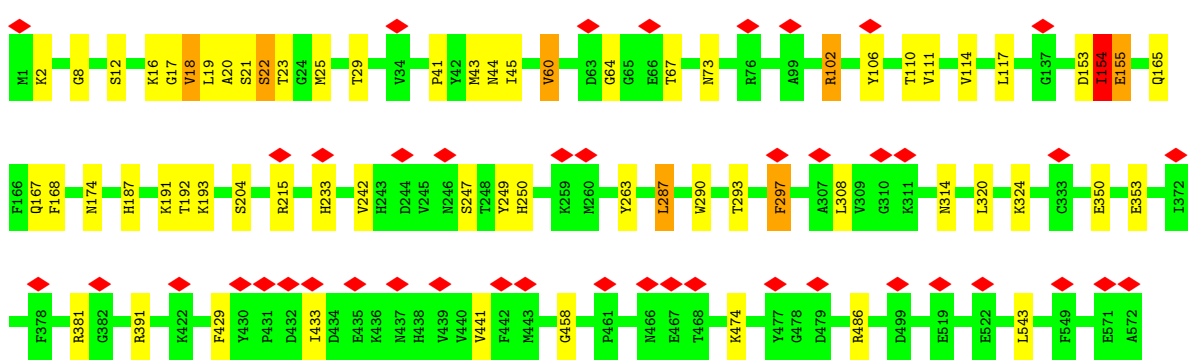 M1 K2 G8 S12 K16 G17 V18 L19 A20 S21 S22 T23 G24 M25 T29 V34 P41 Y42 M43 N44 I45 V60 D63 G64 G65 E66 T67 N73 R76 A99 R102 Y106 T110 V111 V114 L117 G137 D153 I154 E155 Q165
F166 Q167 F168 N174 H187 K191 T192 K193 S204 R215 H233 V242 H243 D244 V245 N246 S247 T248 Y249 H250 K259 M260 Y263 L287 W290 T293 F297 A307 L308 V309 G310 K311 N314 L320 K324 C333 E350 E353 I372
F378 R381 G382 R391 K422 F429 Y430 P431 D432 I433 D434 E435 K436 N437 H438 V439 V440 V441 F442 M443 G458 P461 N466 E467 T468 K474 Y477 G478 D479 R486 D499 E519 E522 L543 F549 E571 A572